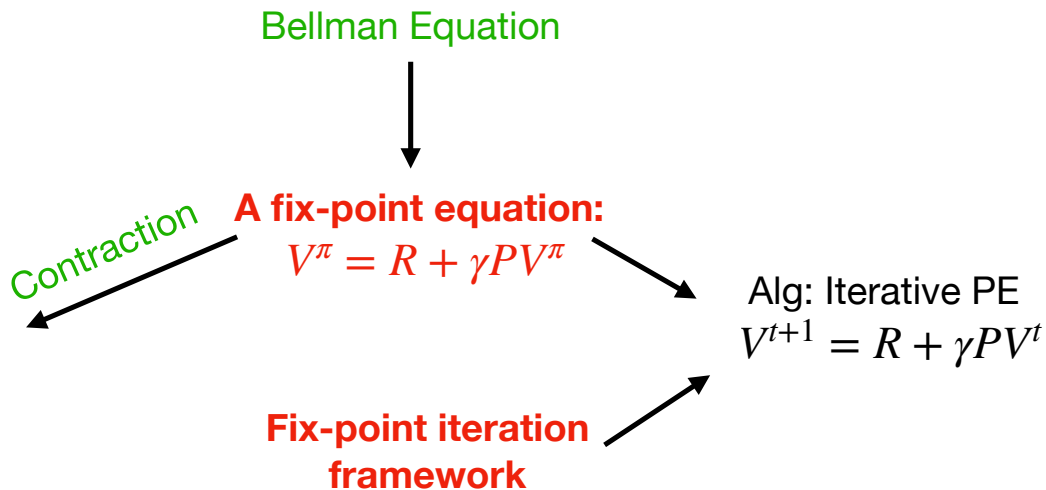 Bellman Equation
Contraction
A fix-point equation:
V^π = R + γPV^π
Alg: Iterative PE
V^{t+1} = R + γPV^t
Fix-point iteration
framework